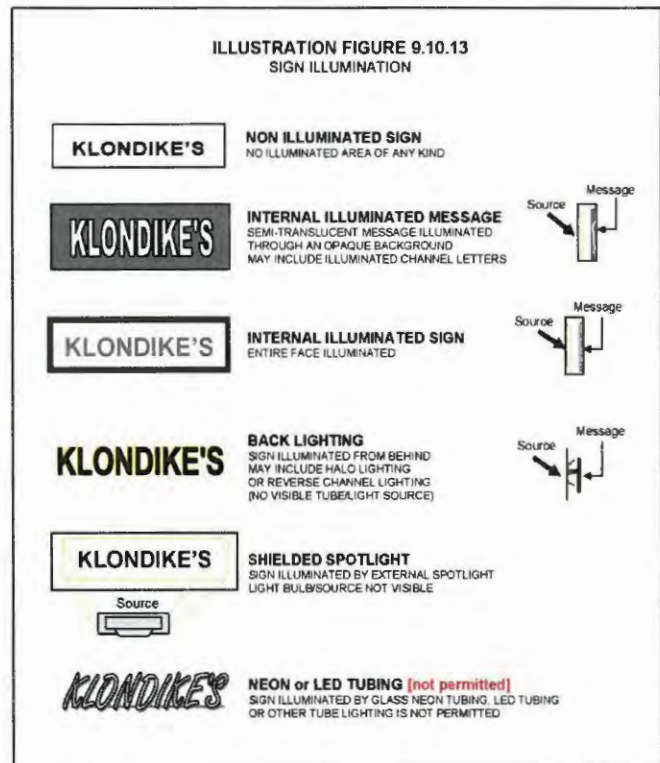 ILLUSTRATION FIGURE 9.10.13
SIGN ILLUMINATION
KLONDIKE'S
NON ILLUMINATED SIGN
NO ILLUMINATED AREA OF ANY KIND
KLONDIKE'S
INTERNAL ILLUMINATED MESSAGE
SEMI-TRANSLUCENT MESSAGE ILLUMINATED
THROUGH AN OPAQUE BACKGROUND
MAY INCLUDE ILLUMINATED CHANNEL LETTERS
Source
Message
KLONDIKE'S
INTERNAL ILLUMINATED SIGN
ENTIRE FACE ILLUMINATED
Source
Message
KLONDIKE'S
BACK LIGHTING
SIGN ILLUMINATED FROM BEHIND
MAY INCLUDE HALO LIGHTING
OR REVERSE CHANNEL LIGHTING
(NO VISIBLE TUBE/LIGHT SOURCE)
Source
Message
KLONDIKE'S
Source
SHIELDED SPOTLIGHT
SIGN ILLUMINATED BY EXTERNAL SPOTLIGHT
LIGHT BULB/SOURCE NOT VISIBLE
KLONDIKE'S
NEON or LED TUBING [not permitted]
SIGN ILLUMINATED BY GLASS NEON TUBING, LED TUBING
OR OTHER TUBE LIGHTING IS NOT PERMITTED